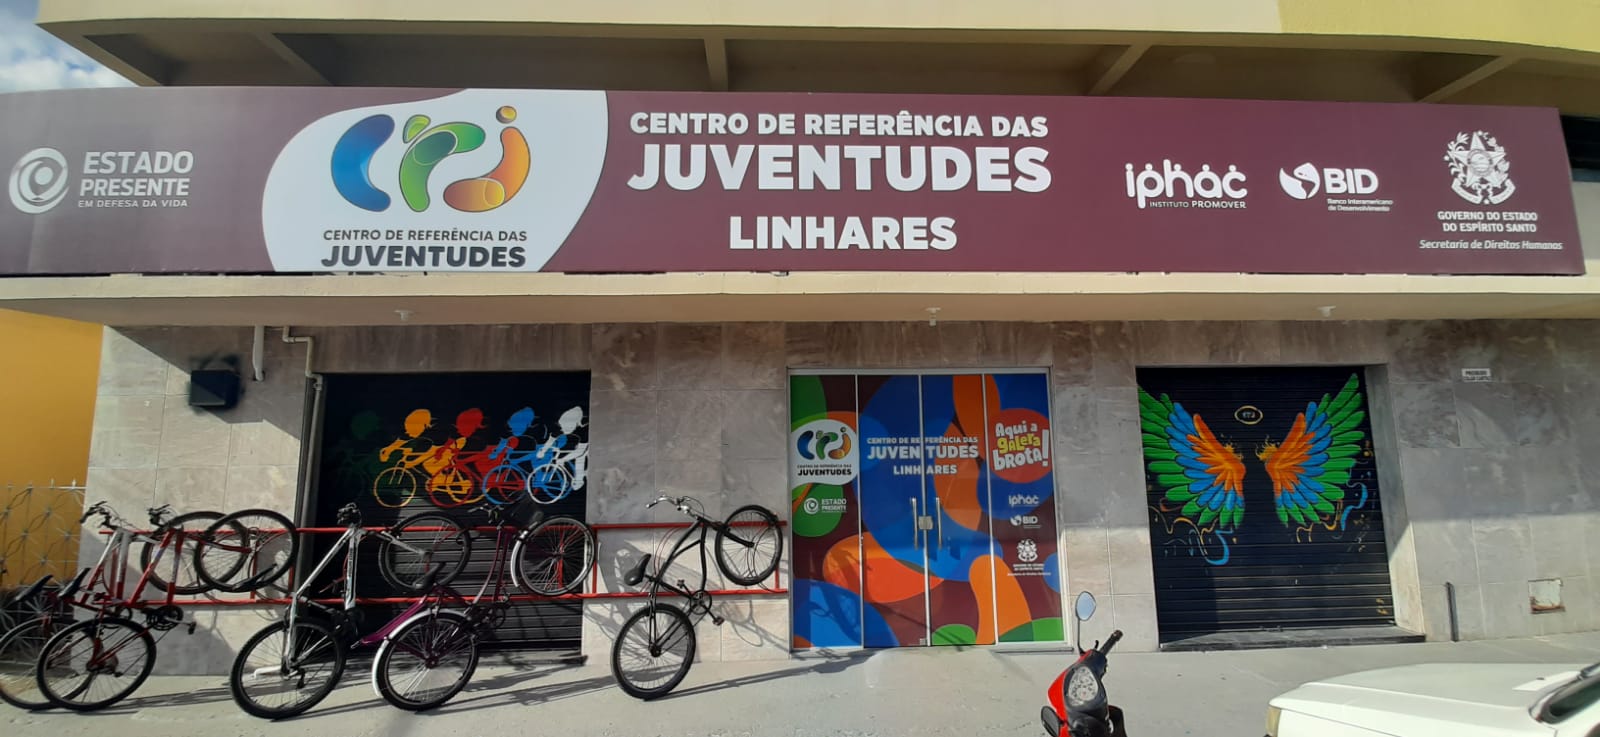 ESTADO
PRESENTE
EM DEFESA DA VIDA
crj
CENTRO DE REFERÊNCIA DAS
JUVENTUDES
CENTRO DE REFERÊNCIA DAS
JUVENTUDES
LINHARES
iphac
INSTITUTO PROMOVER
BID
Banco Interamericano
de Desenvolvimento
GOVERNO DO ESTADO
DO ESPÍRITO SANTO
Secretaria de Direitos Humanos
crj
CENTRO DE REFERÊNCIA DAS
JUVENTUDES
ESTADO
PRESENTE
CENTRO DE REFERÊNCIA DAS
JUVENTUDES
LINHARES
Aqui a
galera
brota!
iphac
BID
CRJ